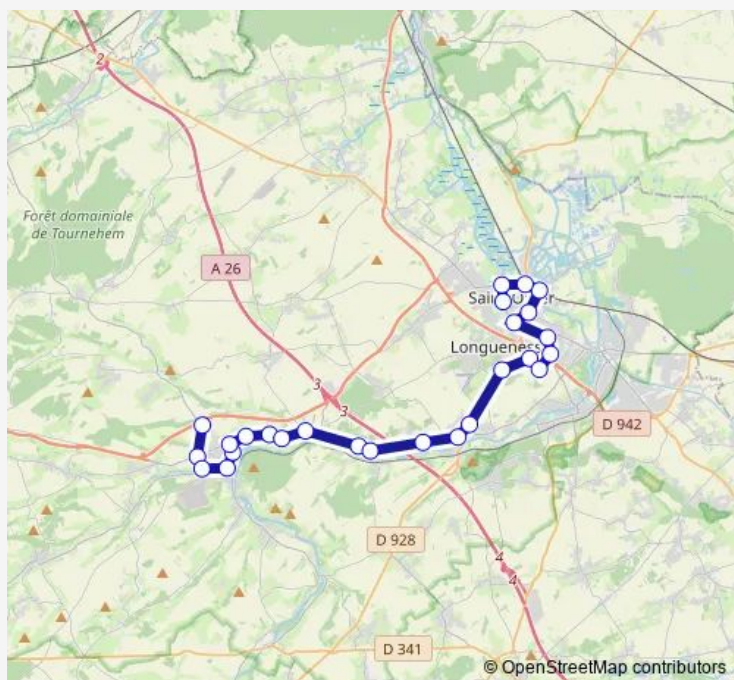 2
Forêt domaniale
de Tournehem
A 26
Longueness
3
3
D 942
D 928
4
4
D 341
© OpenStreetMap contributors